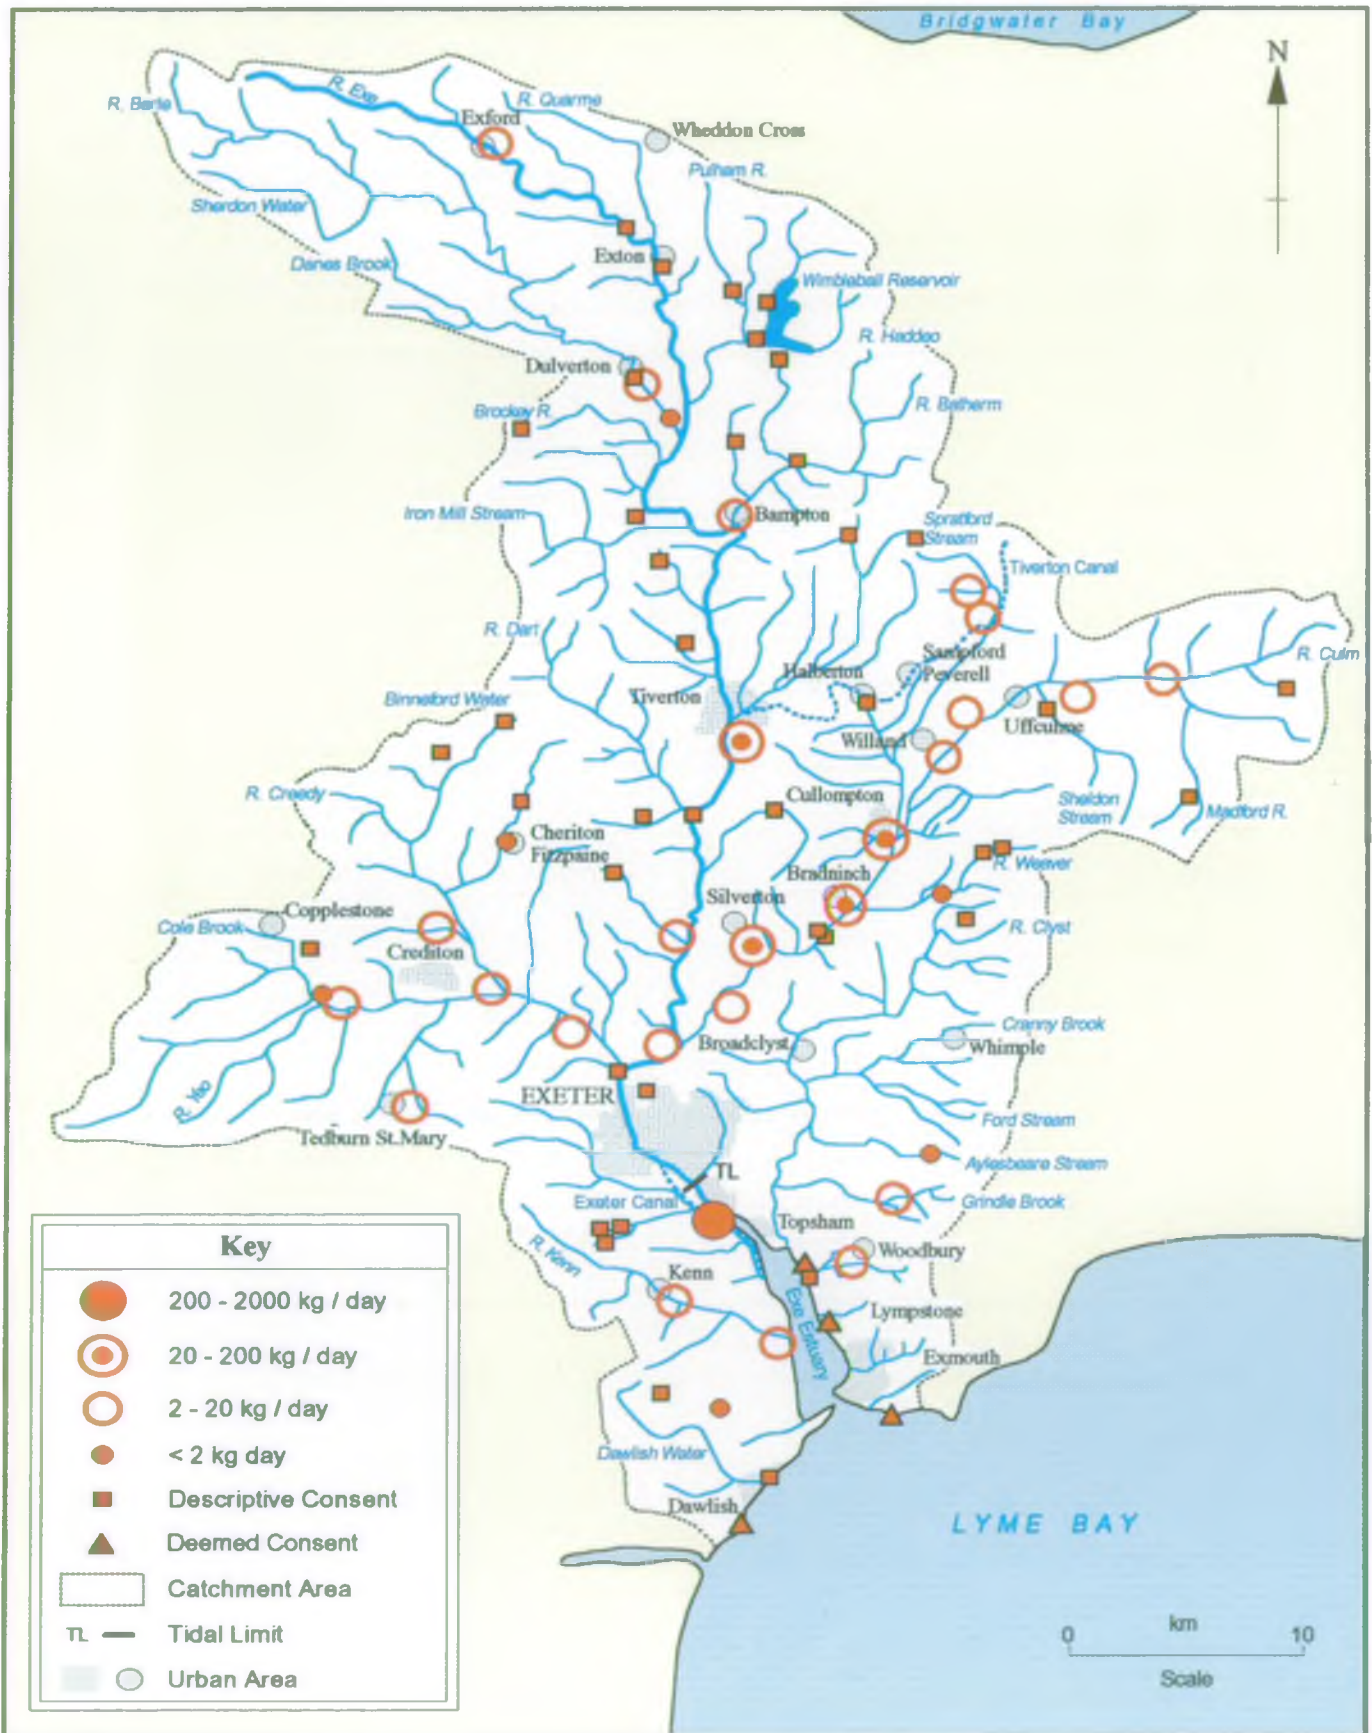 Bridgwater Bay
N
R. Exe
R. Barle
R. Quarme
Exford
Wheddon Cross
Pulham R.
Sherdon Water
Exton
Danes Brook
Wimbleball Reservoir
R. Haddeo
Dulverton
Brockey R.
R. Batherm
Iron Mill Stream
Bampton
Spratford
Stream
Tiverton Canal
R. Dart
Sampford
Peverell
Halberton
R. Culm
Tiverton
Binneford Water
Uffculme
Willand
R. Creedy
Cullompton
Sheldon
Stream
Madford R.
Cheriton
Fitzpaine
R. Weaver
Bradninch
Silverton
Copplestone
Cole Brook
R. Clyst
Crediton
Cranny Brook
Broadclyst
Whimple
R. Yeo
EXETER
Ford Stream
Tedburn St.Mary
Aylesbeare Stream
TL
Exeter Canal
Grindle Brook
Topsham
R. Kenn
Woodbury
Kenn
Exe Estuary
Lympstone
Exmouth
Dawlish Water
Dawlish
LYME BAY
Key
200 - 2000 kg / day
20 - 200 kg / day
2 - 20 kg / day
< 2 kg day
Descriptive Consent
Deemed Consent
Catchment Area
TL Tidal Limit
Urban Area
km
0 10
Scale